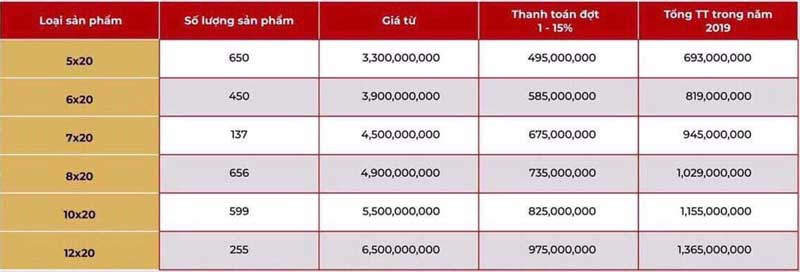 Loại sản phẩm Số lượng sản phẩm Giá từ Thanh toán đợt Tổng TT trong năm
1 - 15% 2019
5x20 650 3,300,000,000 495,000,000 693,000,000
6x20 450 3,900,000,000 585,000,000 819,000,000
7x20 137 4,500,000,000 675,000,000 945,000,000
8x20 656 4,900,000,000 735,000,000 1,029,000,000
10x20 599 5,500,000,000 825,000,000 1,155,000,000
12x20 255 6,500,000,000 975,000,000 1,365,000,000